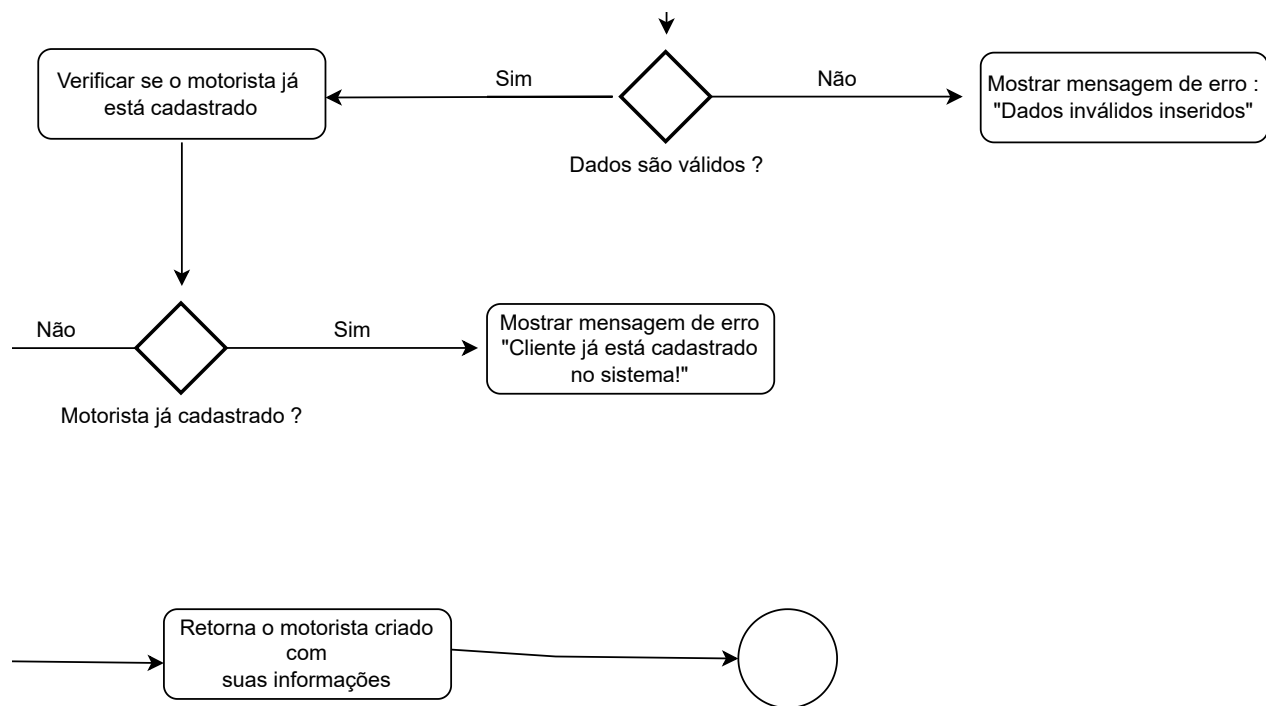 Verificar se o motorista já
está cadastrado
Sim
Não
Mostrar mensagem de erro :
"Dados inválidos inseridos"
Dados são válidos ?
Não
Sim
Mostrar mensagem de erro
"Cliente já está cadastrado
no sistema!"
Motorista já cadastrado ?
Retorna o motorista criado
com
suas informações